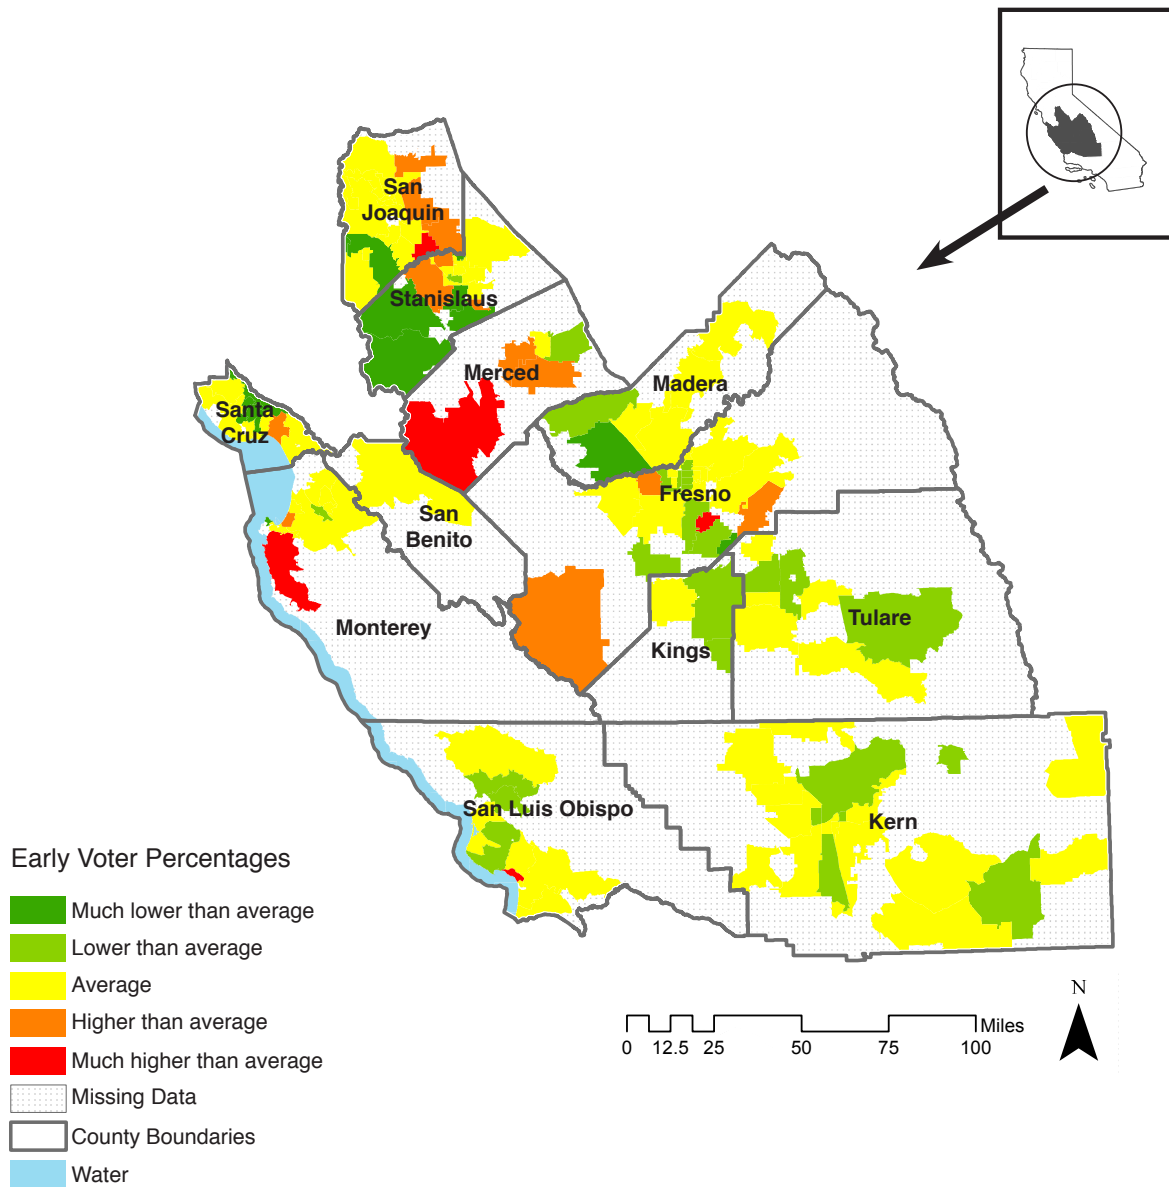 San
Joaquin
Stanislaus
Merced
Madera
Santa
Cruz
Fresno
San
Benito
Monterey
Tulare
Kings
San Luis Obispo
Kern
Early Voter Percentages
Much lower than average
Lower than average
Average
Higher than average
Much higher than average
Missing Data
County Boundaries
Water
N
Miles
0 12.5 25 50 75 100